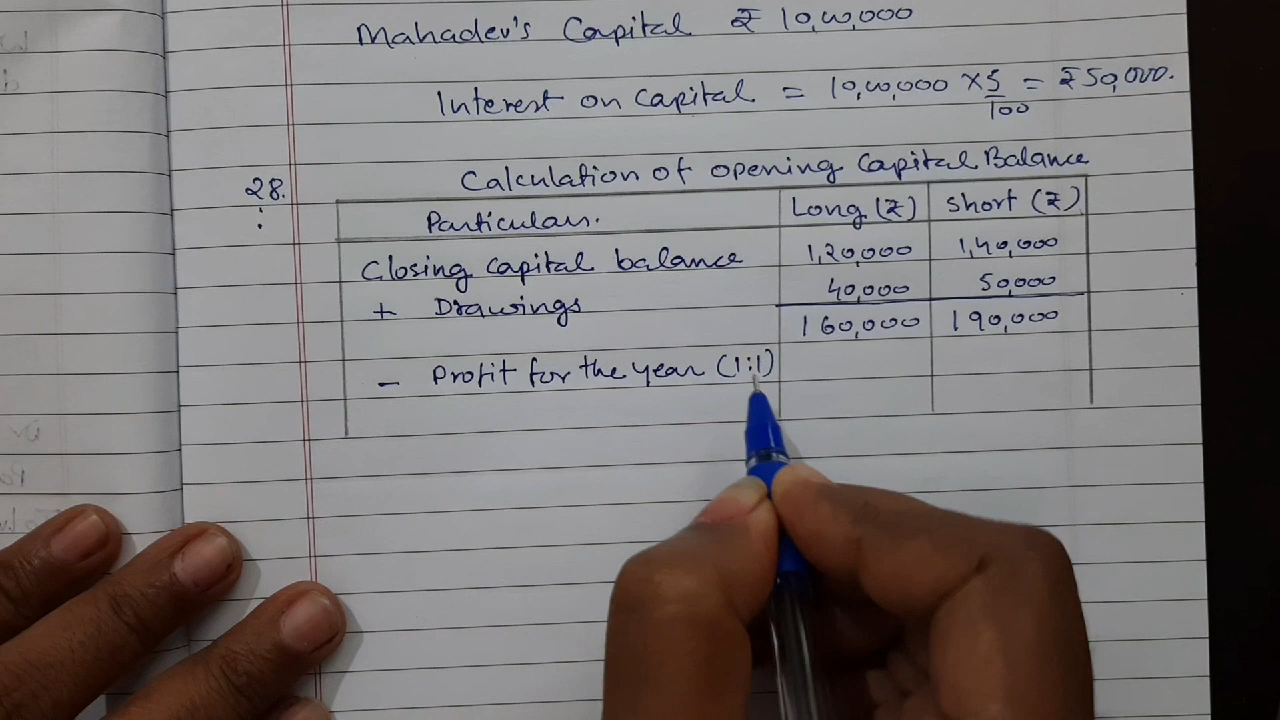 Mahadev's Capital ₹ 10,00,000
Interest on Capital = 10,00,000 × 5/100 = ₹ 50,000.
28. Calculation of opening Capital Balance
Particulars. Long (₹) Short (₹)
Closing capital balance 1,20,000 1,40,000
+ Drawings 40,000 50,000
160,000 190,000
- Profit for the year (1:1)